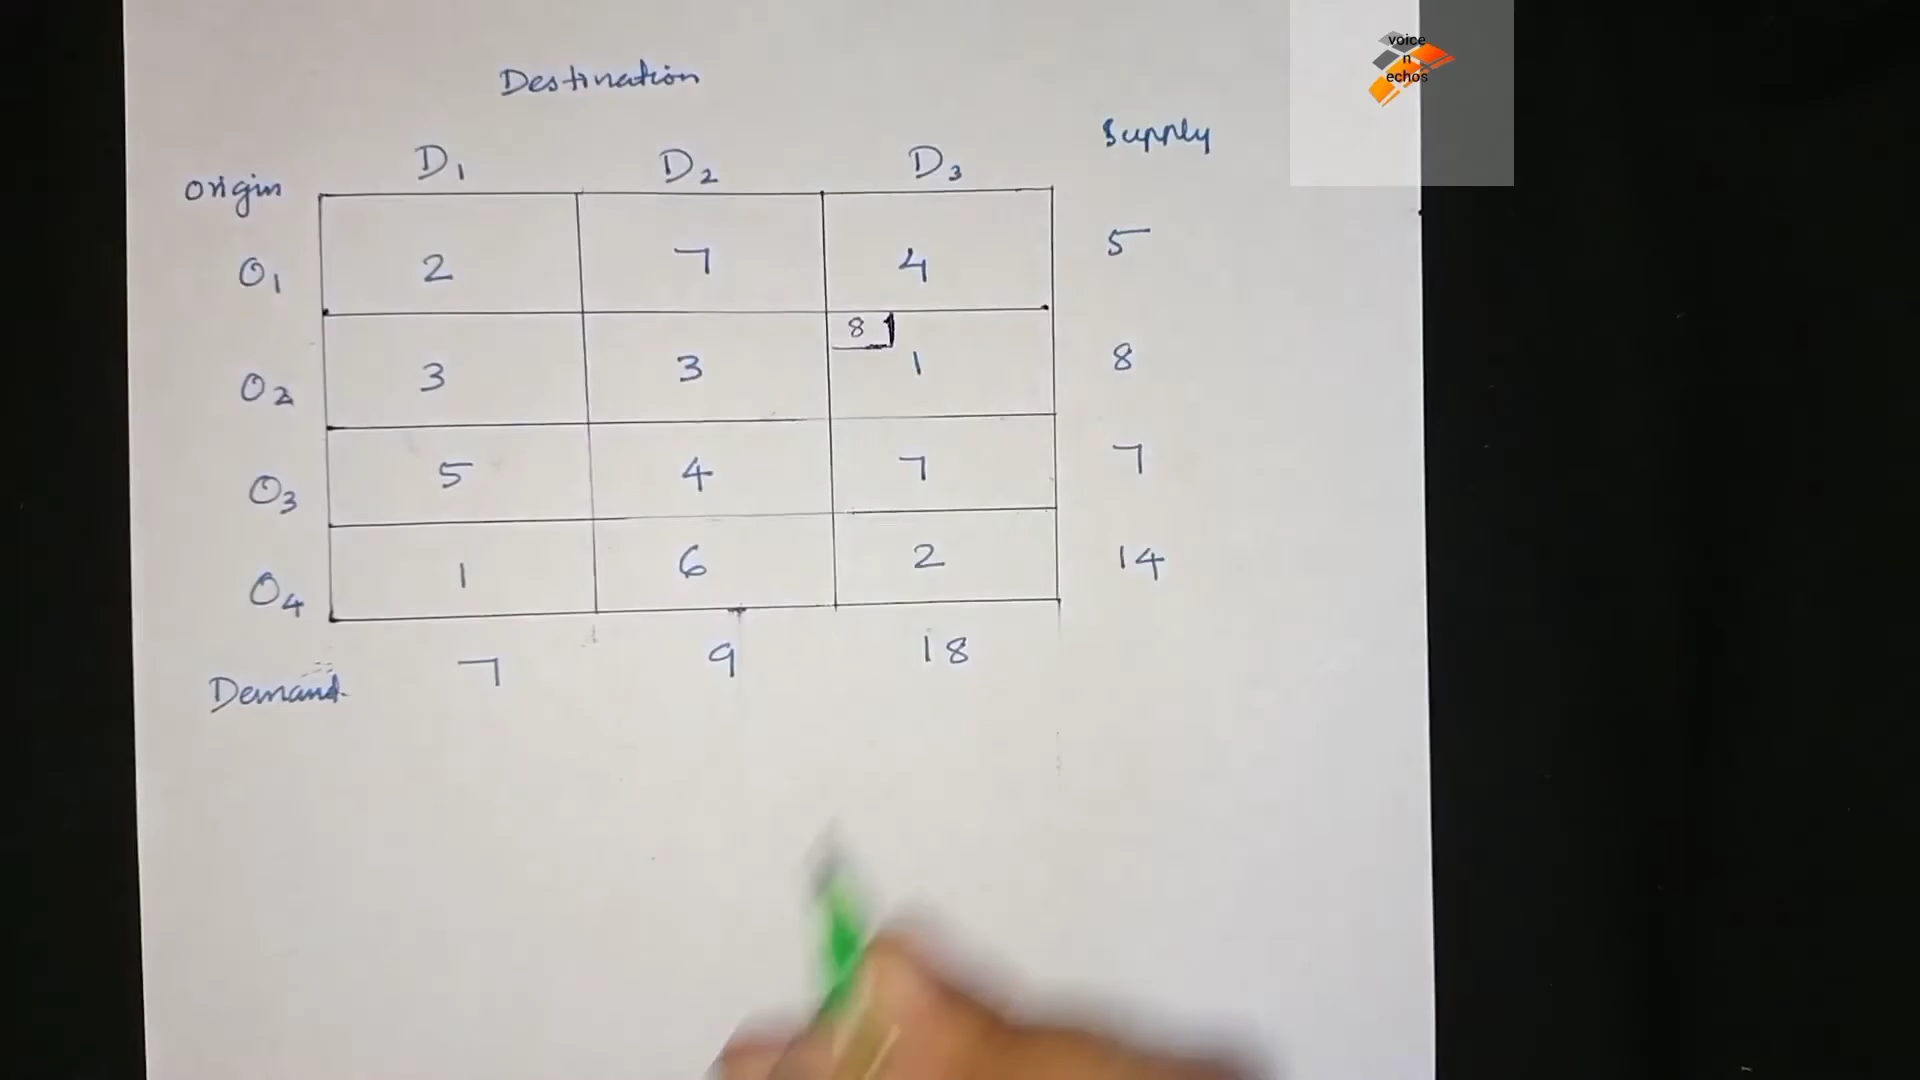 voice
n
echos
Destination
Supply
Origin D1 D2 D3
O1 2 7 4 5
8
O2 3 3 1 8
O3 5 4 7 7
O4 1 6 2 14
Demand 7 9 18